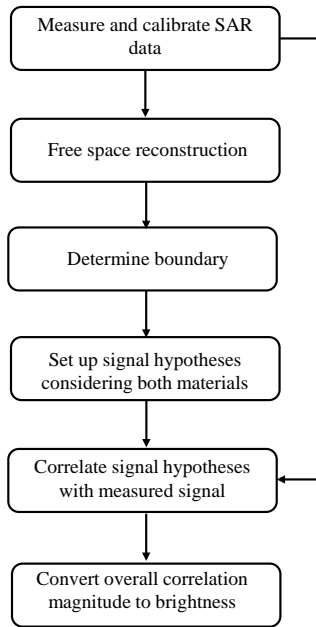 Measure and calibrate SAR
data
Free space reconstruction
Determine boundary
Set up signal hypotheses
considering both materials
Correlate signal hypotheses
with measured signal
Convert overall correlation
magnitude to brightness